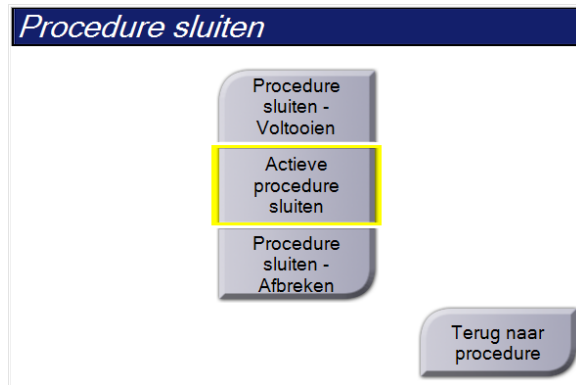 Procedure sluiten
Procedure
sluiten -
Voltooien
Actieve
procedure
sluiten
Procedure
sluiten -
Afbreken
Terug naar
procedure